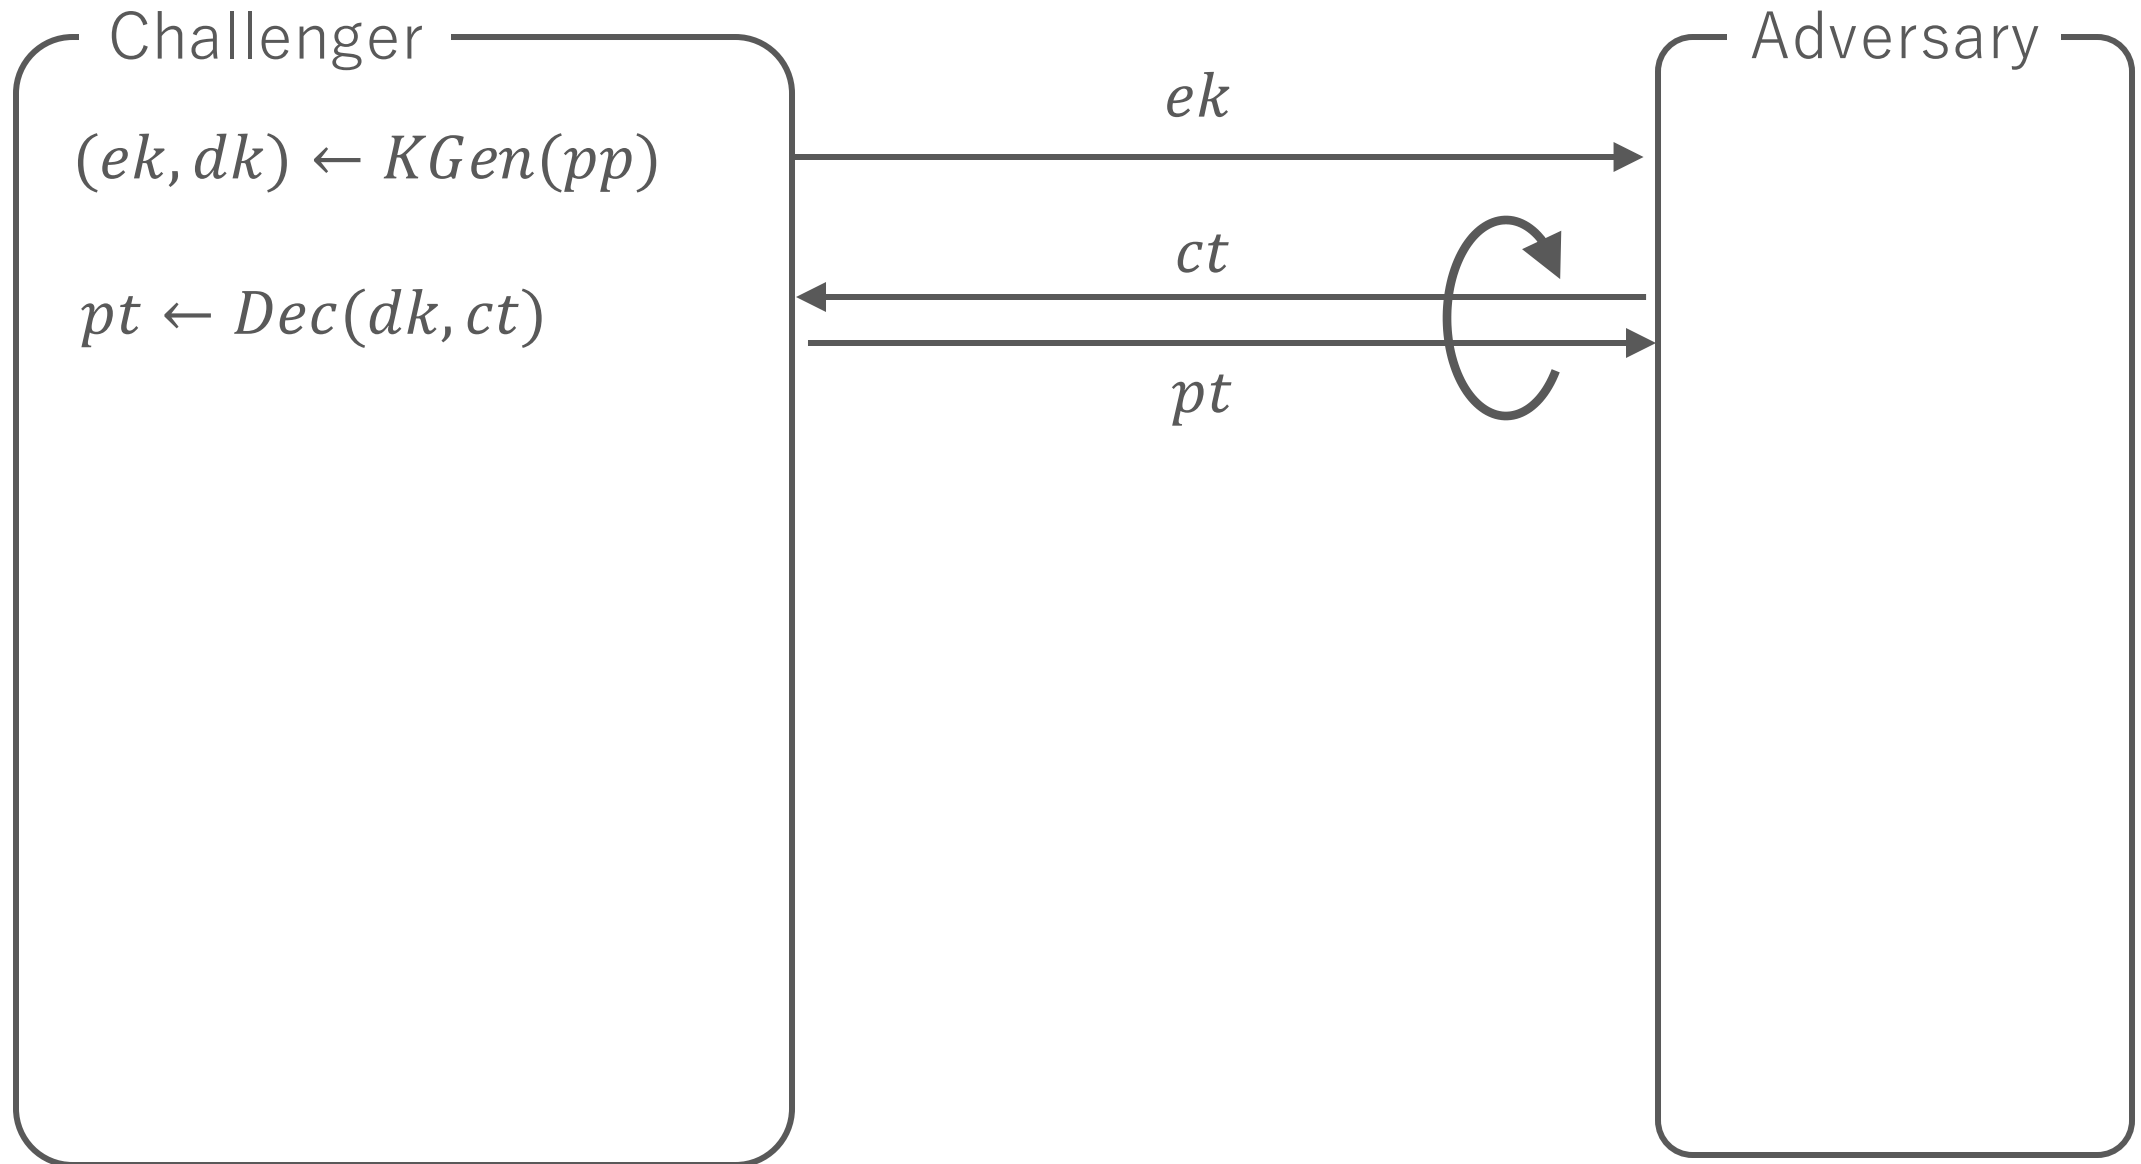 Challenger
Adversary
ek
(ek, dk) ← KGen(pp)
ct
pt ← Dec(dk, ct)
pt